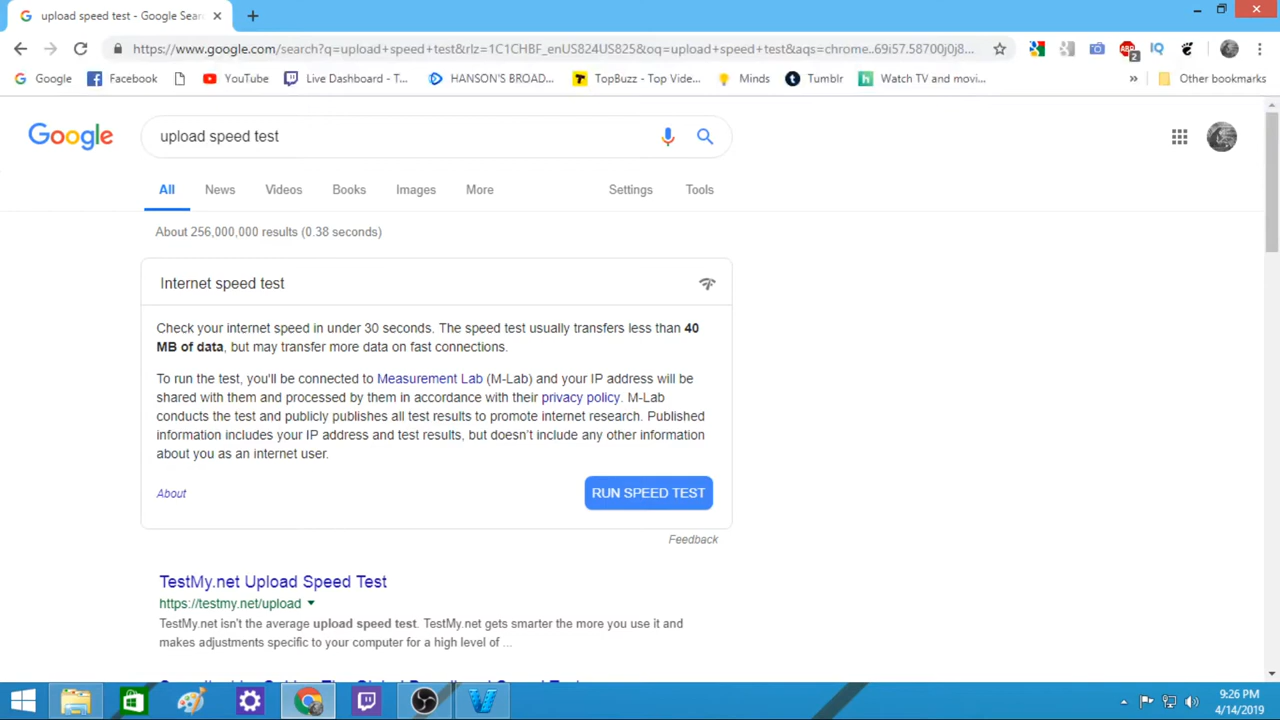 upload speed test - Google Sear
https://www.google.com/search?q=upload+speed+test&rlz=1C1CHBF_enUS824US825&oq=upload+speed+test&aqs=chrome..69i57.58700j0j8...
2
Google
Facebook
YouTube
Live Dashboard - T...
HANSON'S BROAD...
TopBuzz - Top Vide...
Minds
Tumblr
Watch TV and movi...
Other bookmarks
Google
upload speed test
All News Videos Books Images More Settings Tools
About 256,000,000 results (0.38 seconds)
Internet speed test
Check your internet speed in under 30 seconds. The speed test usually transfers less than 40
MB of data, but may transfer more data on fast connections.
To run the test, you'll be connected to Measurement Lab (M-Lab) and your IP address will be
shared with them and processed by them in accordance with their privacy policy. M-Lab
conducts the test and publicly publishes all test results to promote internet research. Published
information includes your IP address and test results, but doesn't include any other information
about you as an internet user.
About
RUN SPEED TEST
Feedback
TestMy.net Upload Speed Test
https://testmy.net/upload
TestMy.net isn't the average upload speed test. TestMy.net gets smarter the more you use it and
makes adjustments specific to your computer for a high level of ...
9:26 PM
4/14/2019